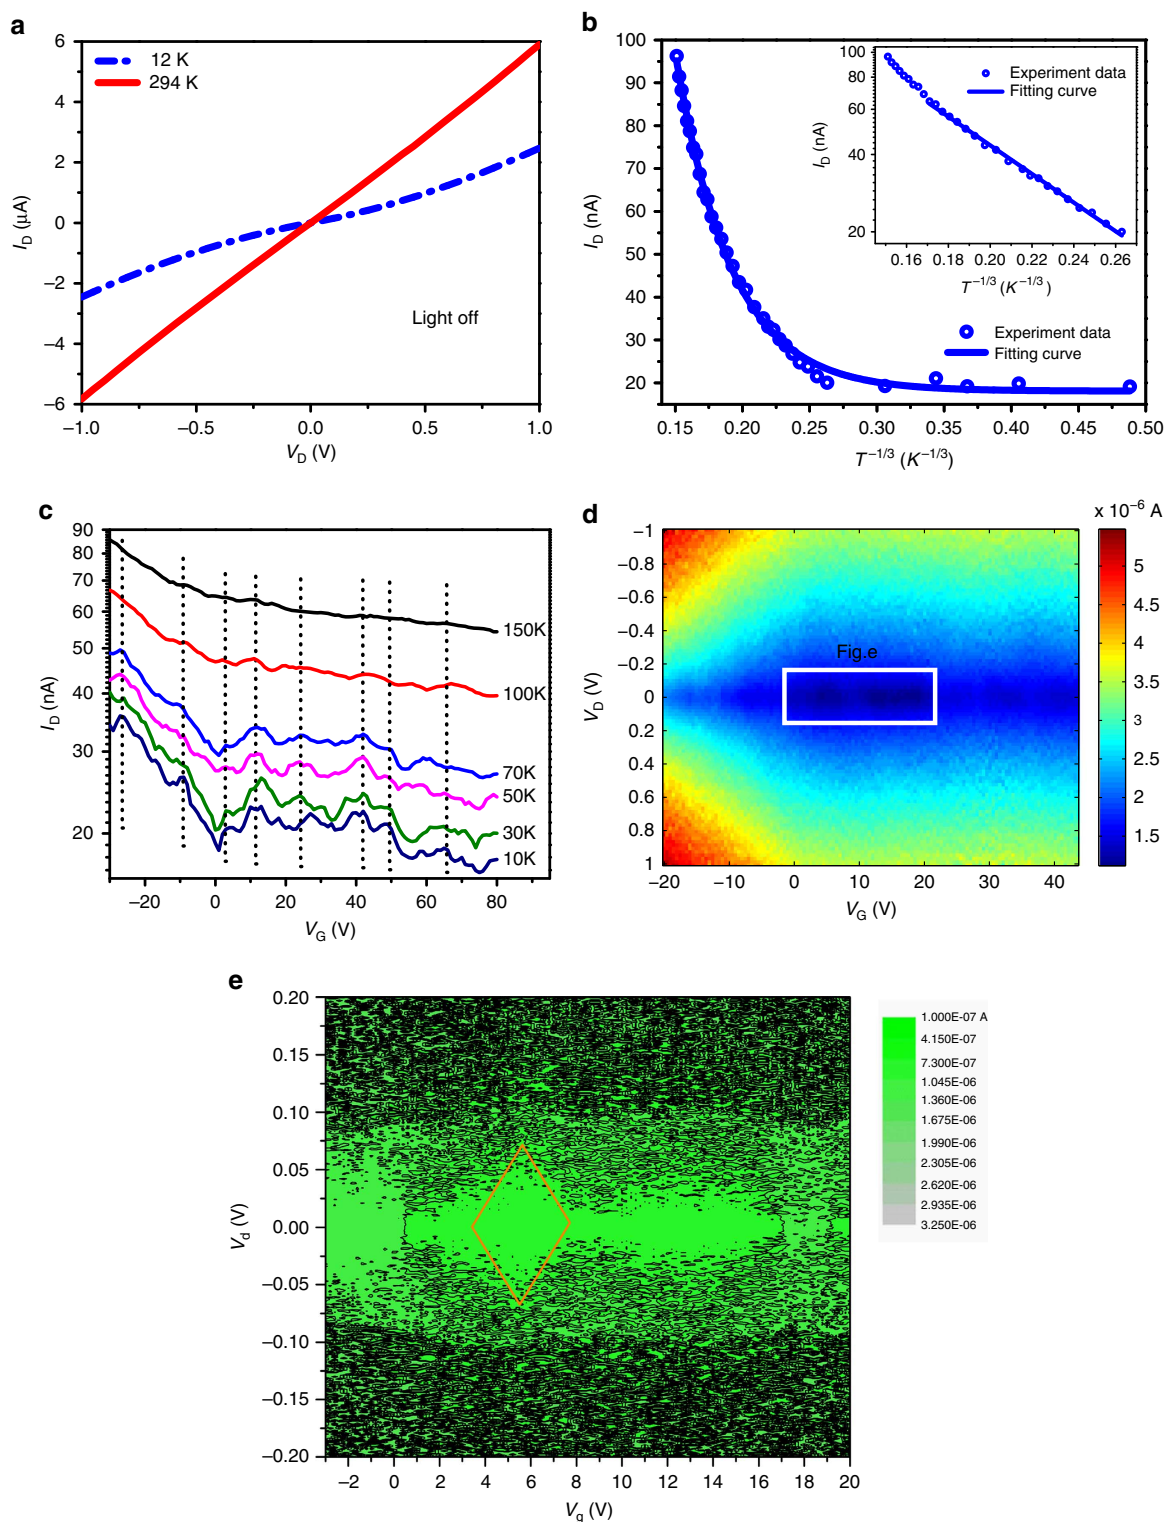 a
6
4
2
0
−2
−4
−6
I_D (μA)
12 K
294 K
Light off
−1.0
−0.5
0.0
0.5
1.0
V_D (V)
b
100
90
80
70
60
50
40
30
20
I_D (nA)
100
80
60
40
20
I_D (nA)
Experiment data
Fitting curve
0.16
0.18
0.20
0.22
0.24
0.26
T^{−1/3} (K^{−1/3})
Experiment data
Fitting curve
0.15
0.20
0.25
0.30
0.35
0.40
0.45
0.50
T^{−1/3} (K^{−1/3})
c
90
80
70
60
50
40
30
20
I_D (nA)
150K
100K
70K
50K
30K
10K
−20
0
20
40
60
80
V_G (V)
d
−1
−0.8
−0.6
−0.4
−0.2
0
0.2
0.4
0.6
0.8
1
V_D (V)
Fig.e
−20
−10
0
10
20
30
40
V_G (V)
x 10^{−6} A
5
4.5
4
3.5
3
2.5
2
1.5
e
0.20
0.15
0.10
0.05
0.00
−0.05
−0.10
−0.15
−0.20
V_d (V)
−2
0
2
4
6
8
10
12
14
16
18
20
V_g (V)
1.000E-07 A
4.150E-07
7.300E-07
1.045E-06
1.360E-06
1.675E-06
1.990E-06
2.305E-06
2.620E-06
2.935E-06
3.250E-06